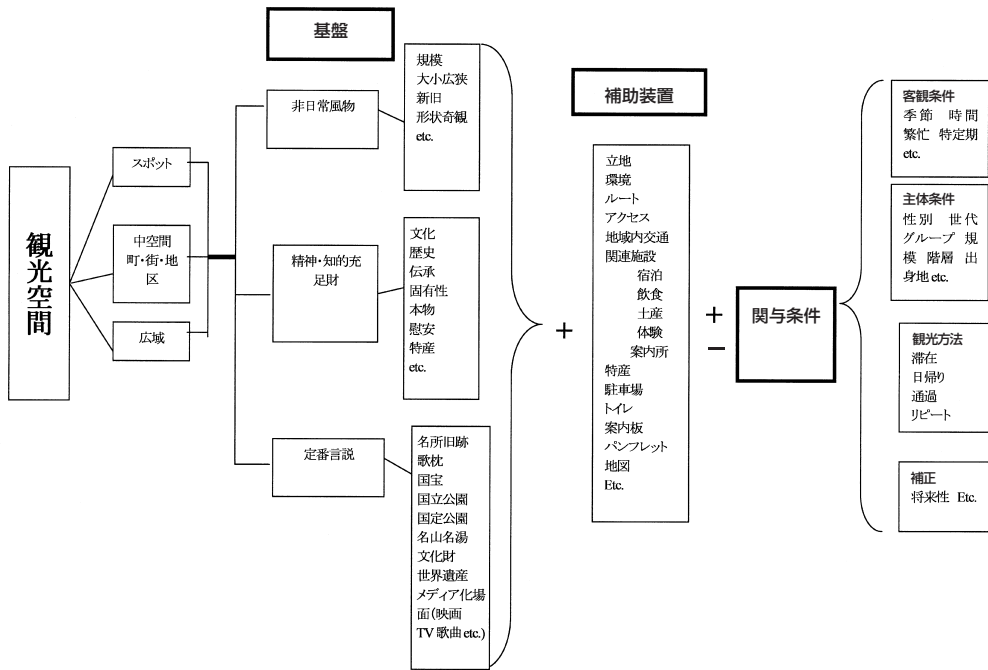 観光空間
スポット
中空間
町・街・地
区
広域
基盤
非日常風物
規模
大小広狭
新旧
形状奇観
etc.
精神・知的充
足財
文化
歴史
伝承
固有性
本物
慰安
特産
etc.
定番言説
名所旧跡
歌枕
国宝
国立公園
国定公園
名山名湯
文化財
世界遺産
メディア化場
面(映画
TV 歌曲 etc.)
+
補助装置
立地
環境
ルート
アクセス
地域内交通
関連施設
宿泊
飲食
土産
体験
案内所
特産
駐車場
トイレ
案内板
パンフレット
地図
Etc.
+
−
関与条件
客観条件
季節 時間
繁忙 特定期
etc.
主体条件
性別 世代
グループ 規
模 階層 出
身地 etc.
観光方法
滞在
日帰り
通過
リピート
補正
将来性 Etc.